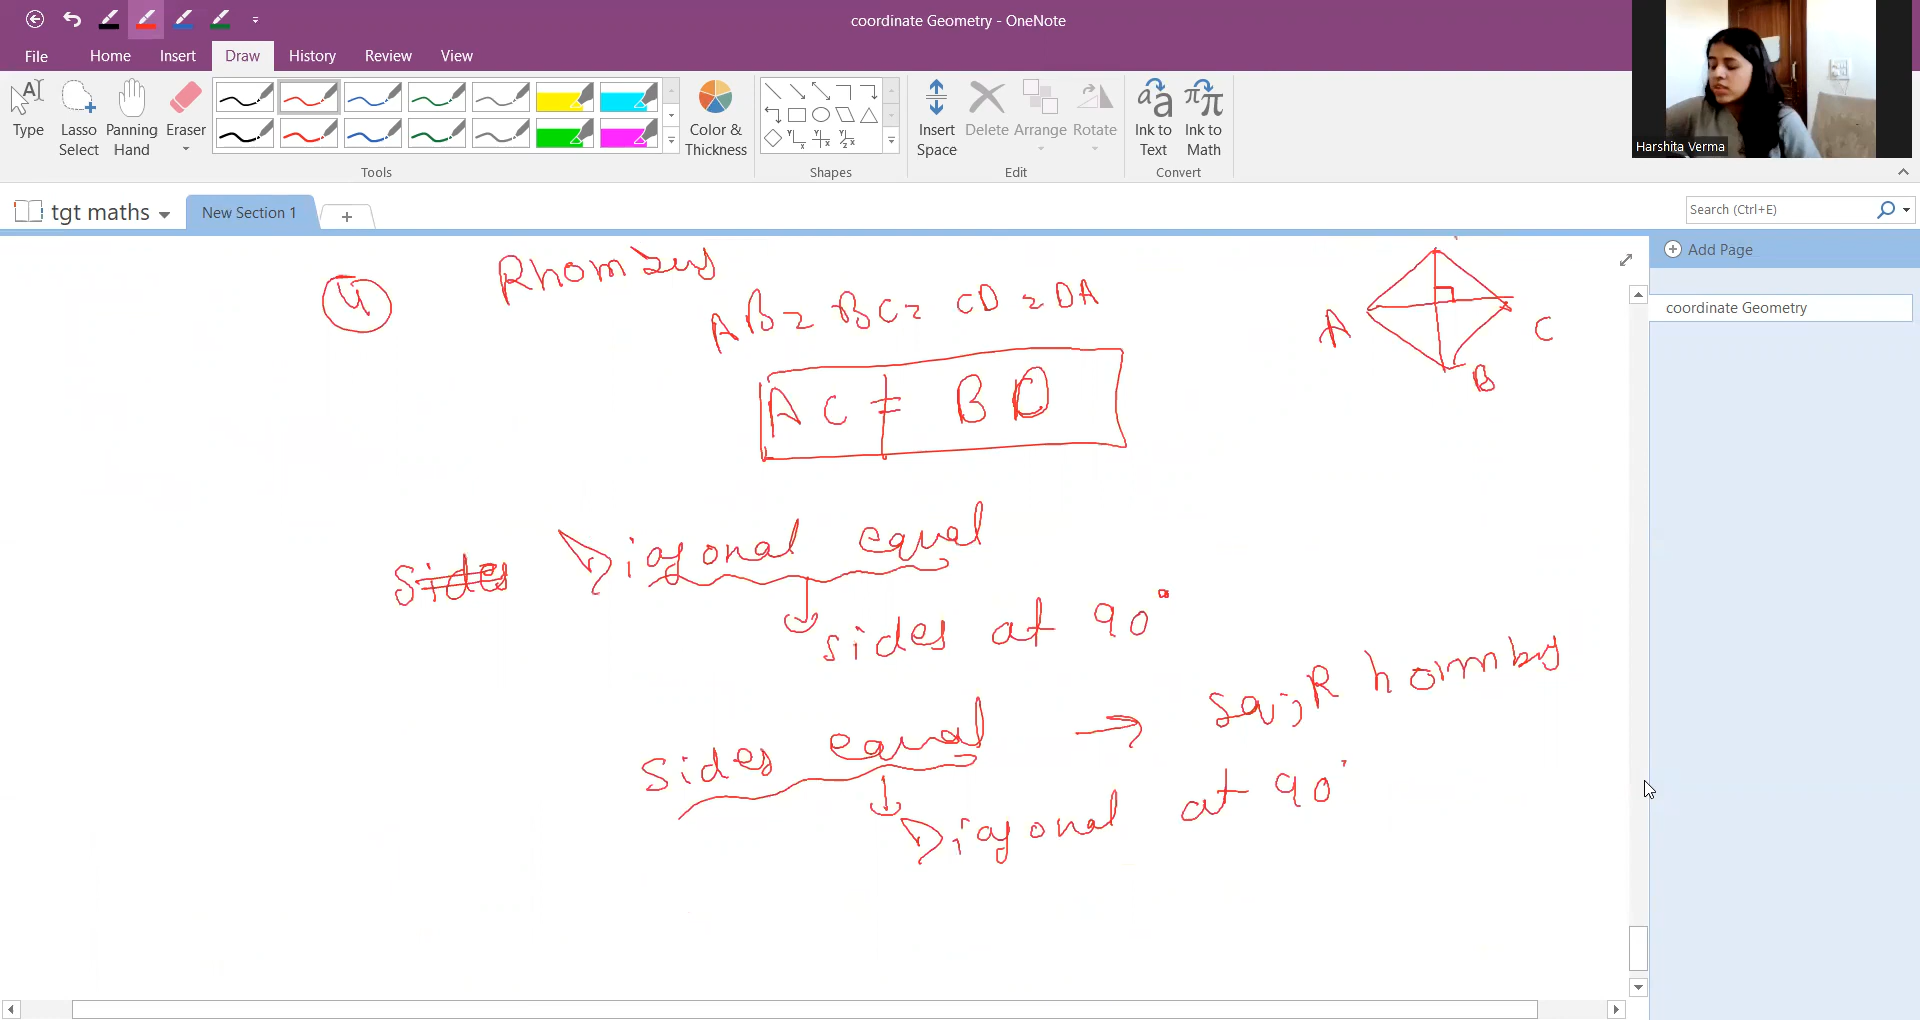 coordinate Geometry - OneNote
File Home Insert Draw History Review View
Type Lasso Select Panning Hand Eraser Color & Thickness Insert Space Delete Arrange Rotate Ink to Text Ink to Math
Tools Shapes Edit Convert
Harshita Verma
tgt maths New Section 1 Search (Ctrl+E)
Add Page
coordinate Geometry
4 Rhombus
AB = BC = CD = DA
A C B
AC ≠ BD
Sides Diagonal equal
sides at 90°
Sides equal → Sq; Rhombus
Diagonal at 90°